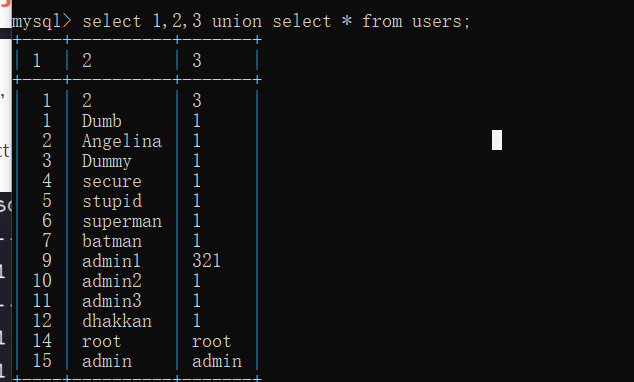 mysql> select 1,2,3 union select * from users;
| 1 | 2 | 3 |
| 1 | 2 | 3 |
| 1 | Dumb | 1 |
| 2 | Angelina | 1 |
| 3 | Dummy | 1 |
| 4 | secure | 1 |
| 5 | stupid | 1 |
| 6 | superman | 1 |
| 7 | batman | 1 |
| 9 | admin1 | 321 |
| 10 | admin2 | 1 |
| 11 | admin3 | 1 |
| 12 | dhakkan | 1 |
| 14 | root | root |
| 15 | admin | admin |